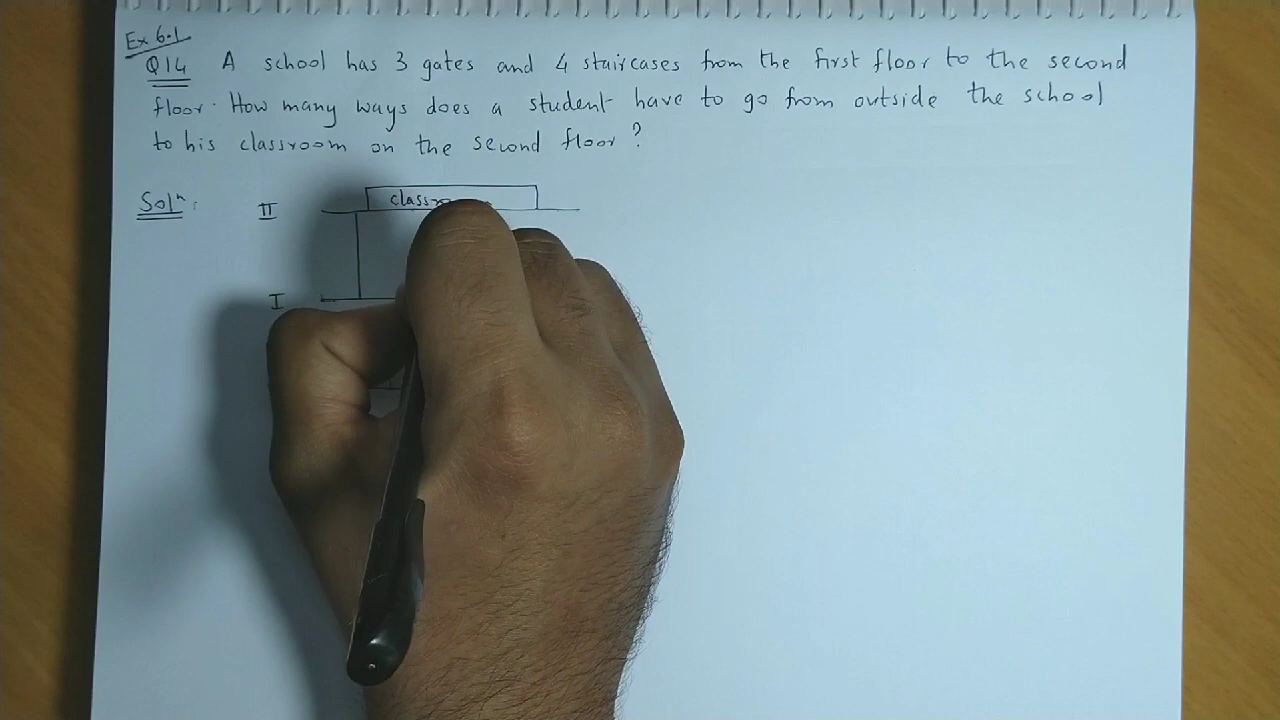 Ex 6.1
Q14 A school has 3 gates and 4 staircases from the first floor to the second
floor. How many ways does a student have to go from outside the school
to his classroom on the second floor?
Solⁿ:
II
I